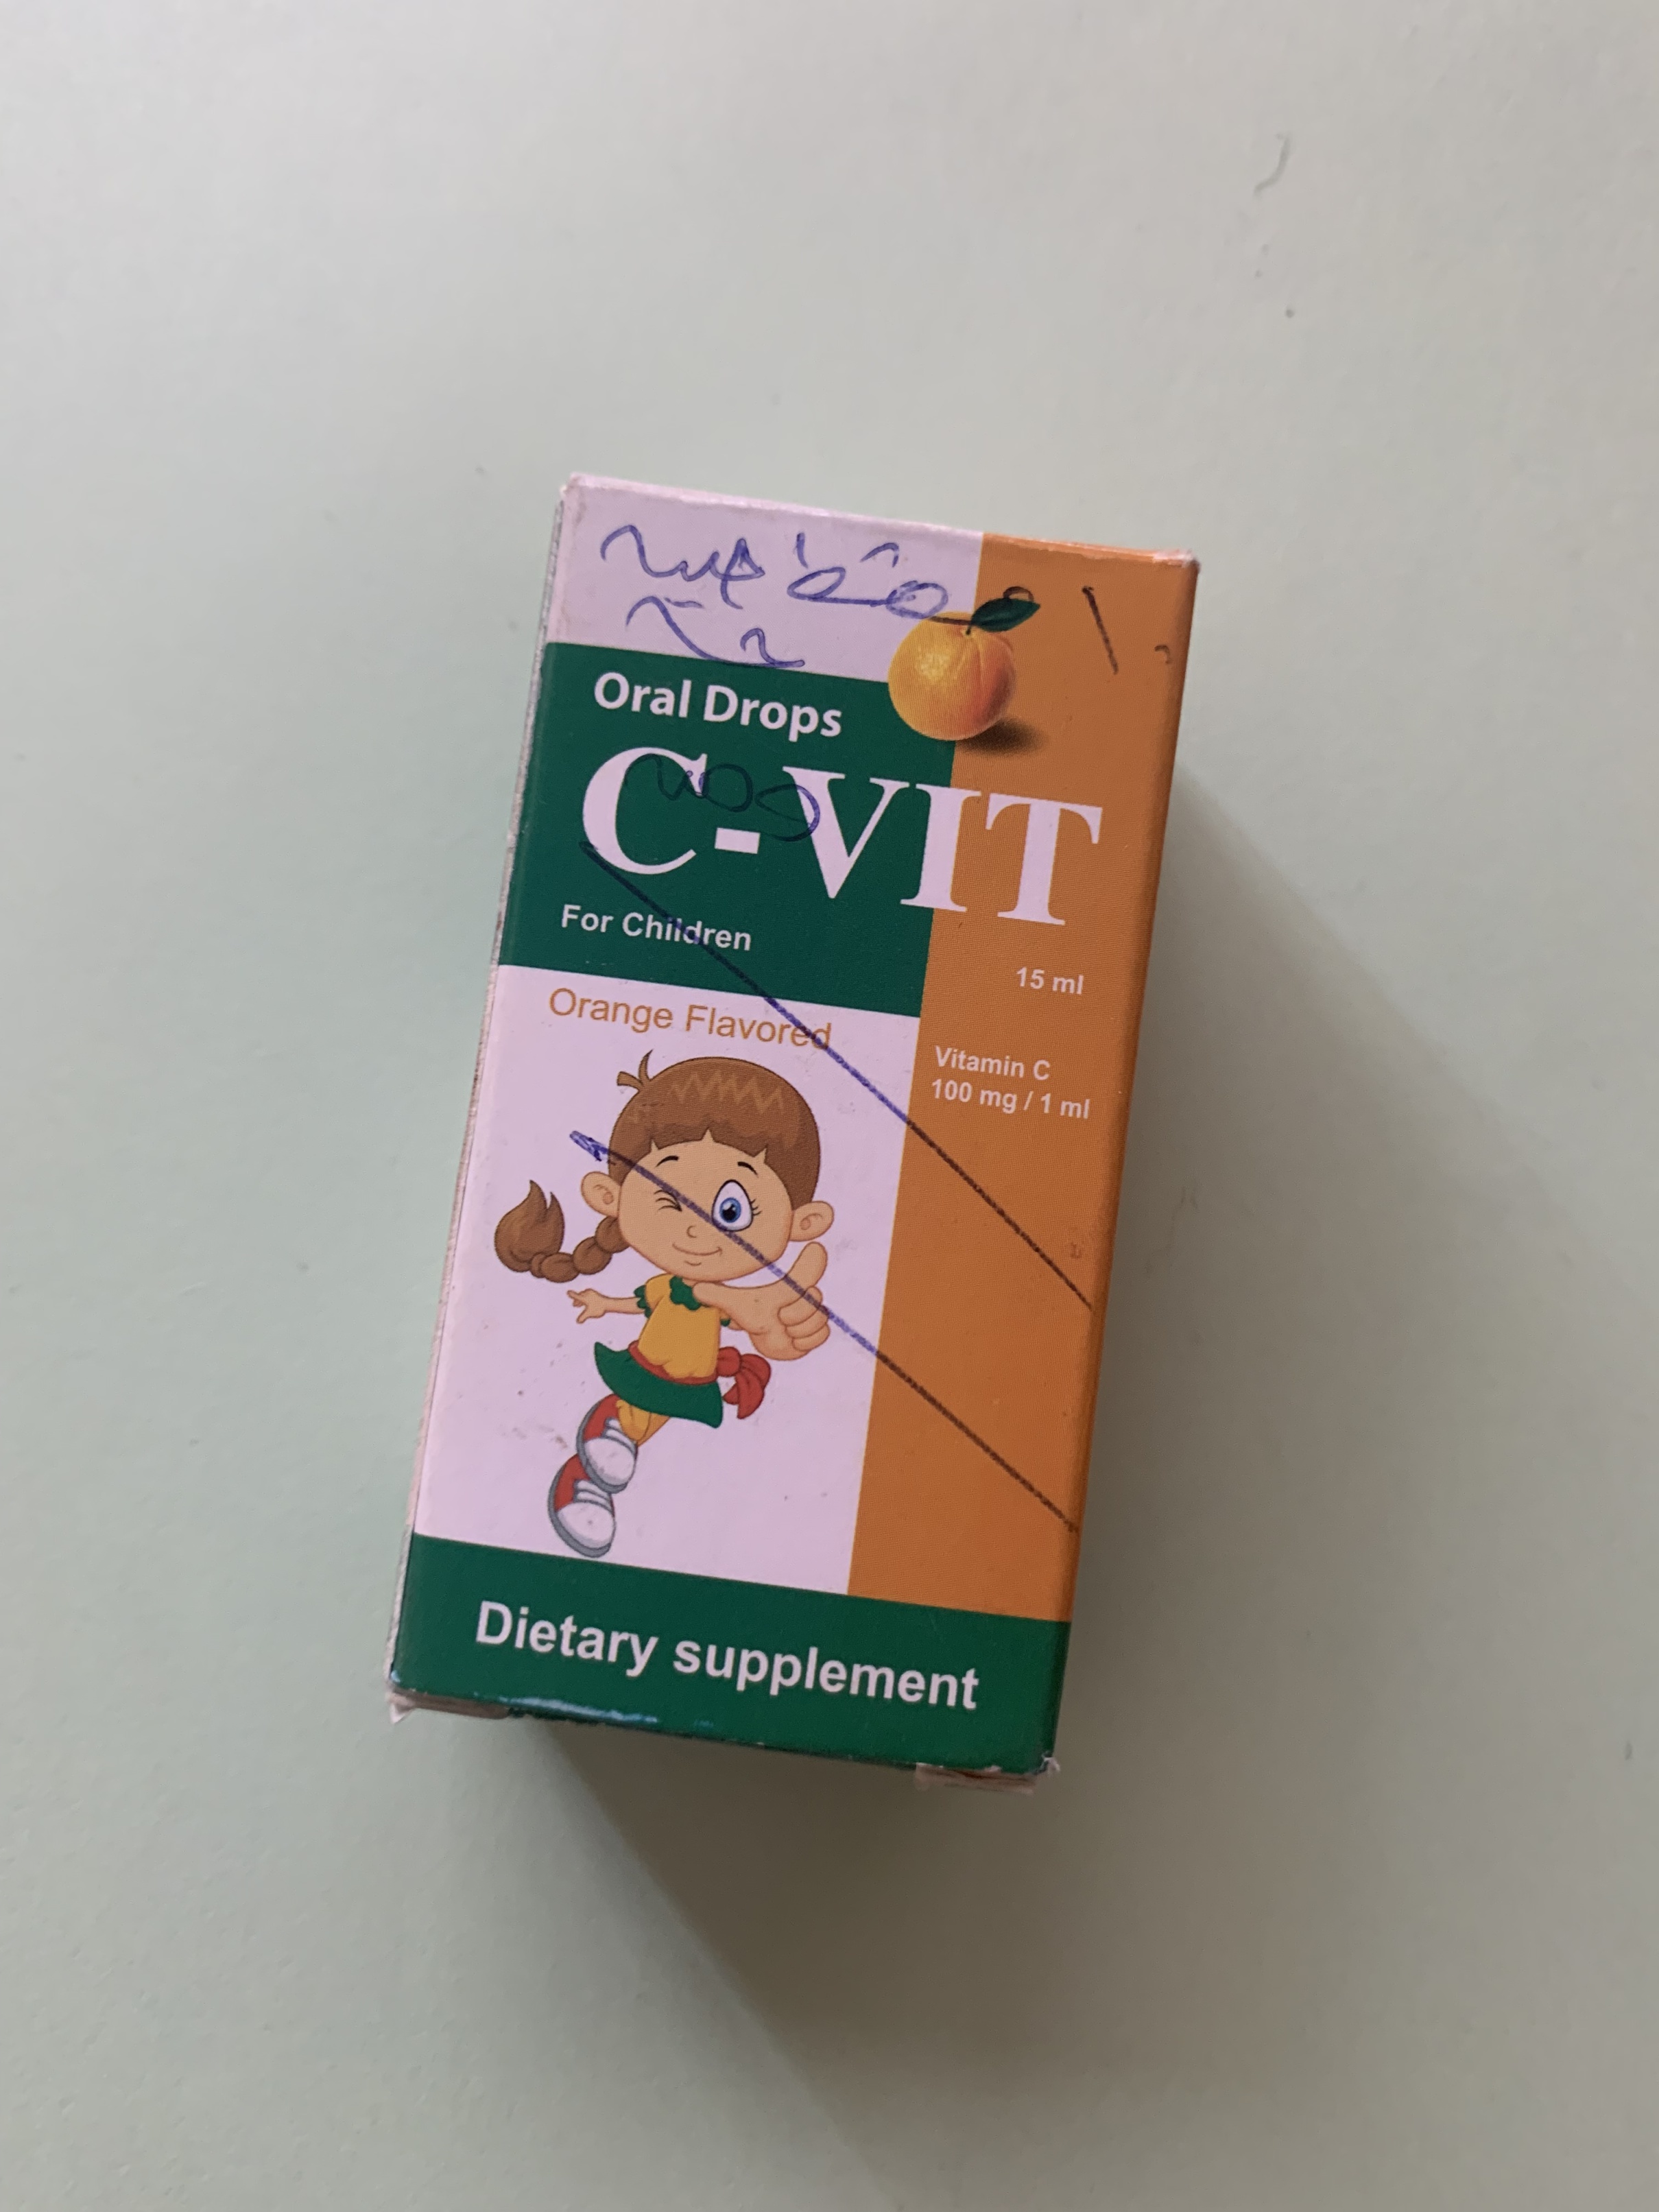 Oral Drops
C-VIT
For Children
15 ml
Orange Flavored
Vitamin C
100 mg / 1 ml
Dietary supplement